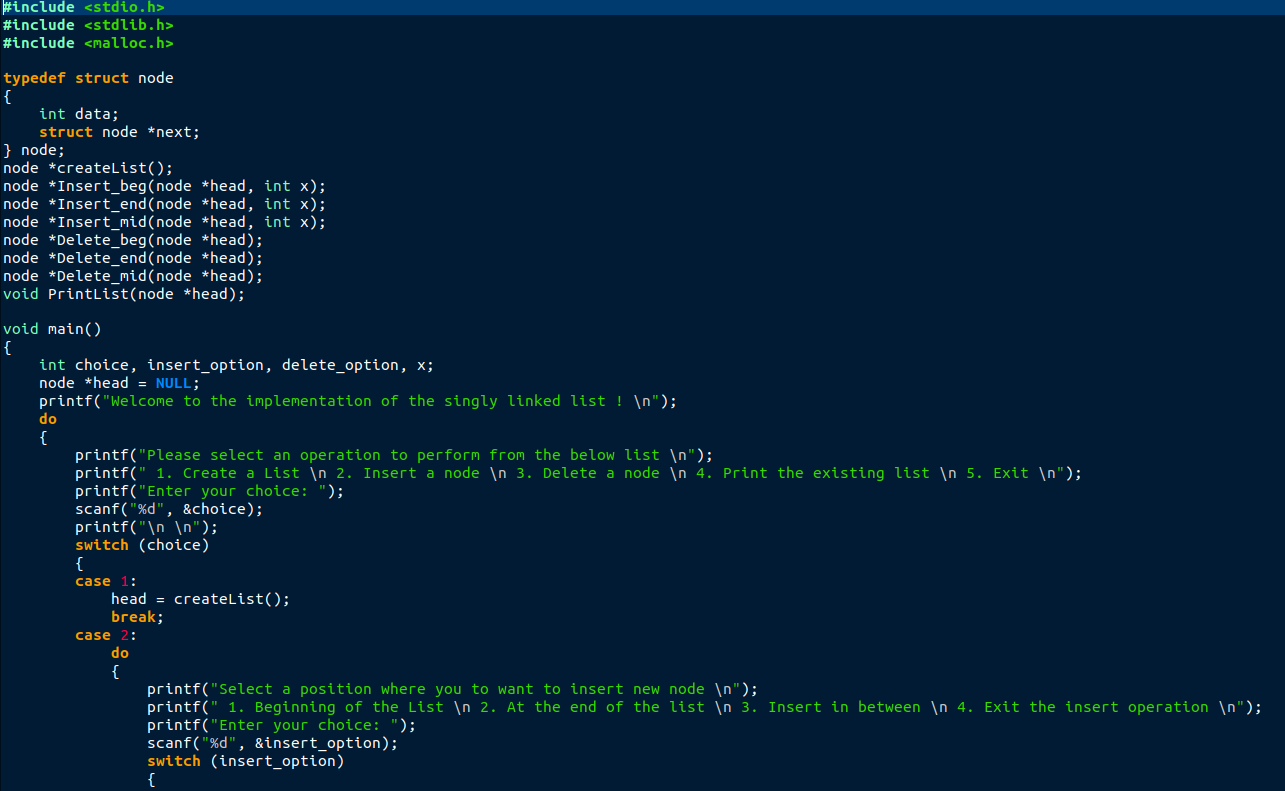 #include <stdio.h>
#include <stdlib.h>
#include <malloc.h>

typedef struct node
{
    int data;
    struct node *next;
} node;
node *createList();
node *Insert_beg(node *head, int x);
node *Insert_end(node *head, int x);
node *Insert_mid(node *head, int x);
node *Delete_beg(node *head);
node *Delete_end(node *head);
node *Delete_mid(node *head);
void PrintList(node *head);

void main()
{
    int choice, insert_option, delete_option, x;
    node *head = NULL;
    printf("Welcome to the implementation of the singly linked list ! \n");
    do
    {
        printf("Please select an operation to perform from the below list \n");
        printf(" 1. Create a List \n 2. Insert a node \n 3. Delete a node \n 4. Print the existing list \n 5. Exit \n");
        printf("Enter your choice: ");
        scanf("%d", &choice);
        printf("\n \n");
        switch (choice)
        {
        case 1:
            head = createList();
            break;
        case 2:
            do
            {
                printf("Select a position where you to want to insert new node \n");
                printf(" 1. Beginning of the List \n 2. At the end of the list \n 3. Insert in between \n 4. Exit the insert operation \n");
                printf("Enter your choice: ");
                scanf("%d", &insert_option);
                switch (insert_option)
                {